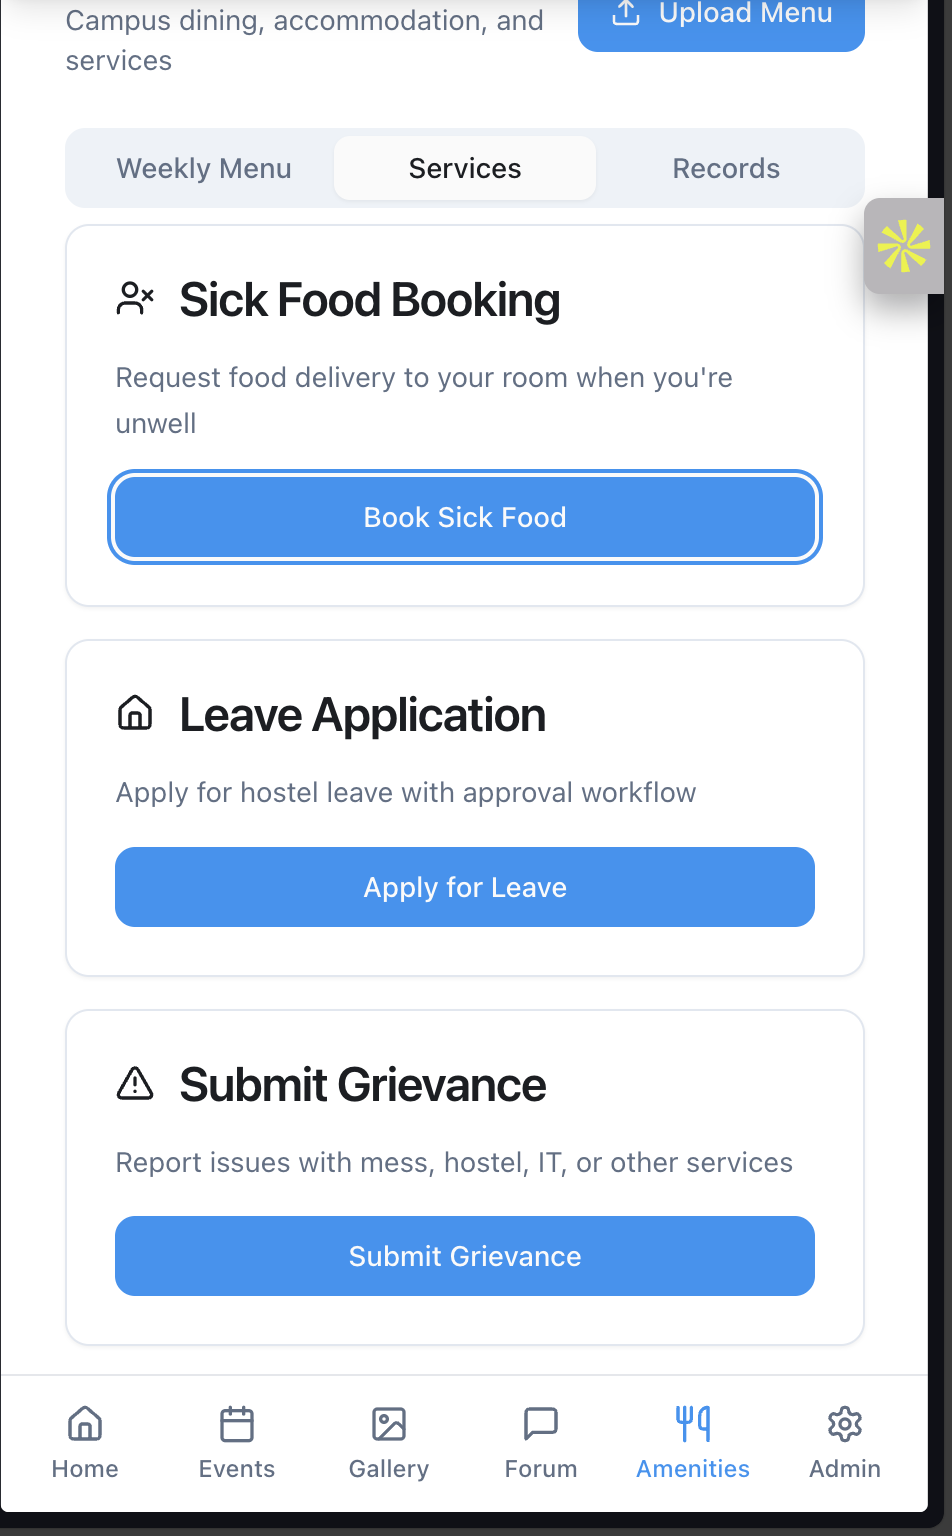 Campus dining, accommodation, and
services
Upload Menu
Weekly Menu
Services
Records
Sick Food Booking
Request food delivery to your room when you're
unwell
Book Sick Food
Leave Application
Apply for hostel leave with approval workflow
Apply for Leave
Submit Grievance
Report issues with mess, hostel, IT, or other services
Submit Grievance
Home
Events
Gallery
Forum
Amenities
Admin